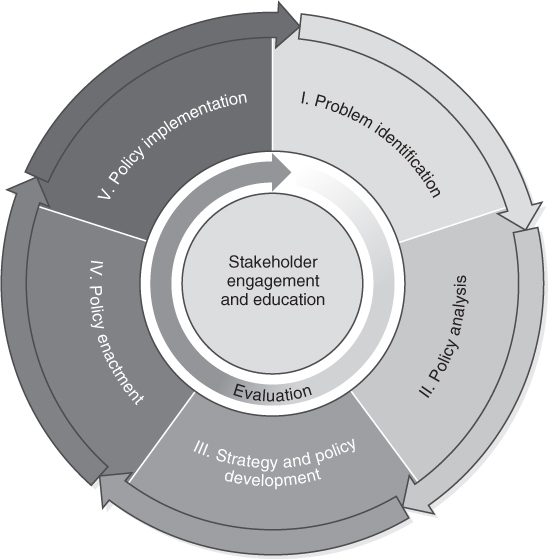 I. Problem identification
II. Policy analysis
III. Strategy and policy
development
IV. Policy enactment
V. Policy implementation
Stakeholder
engagement
and education
Evaluation